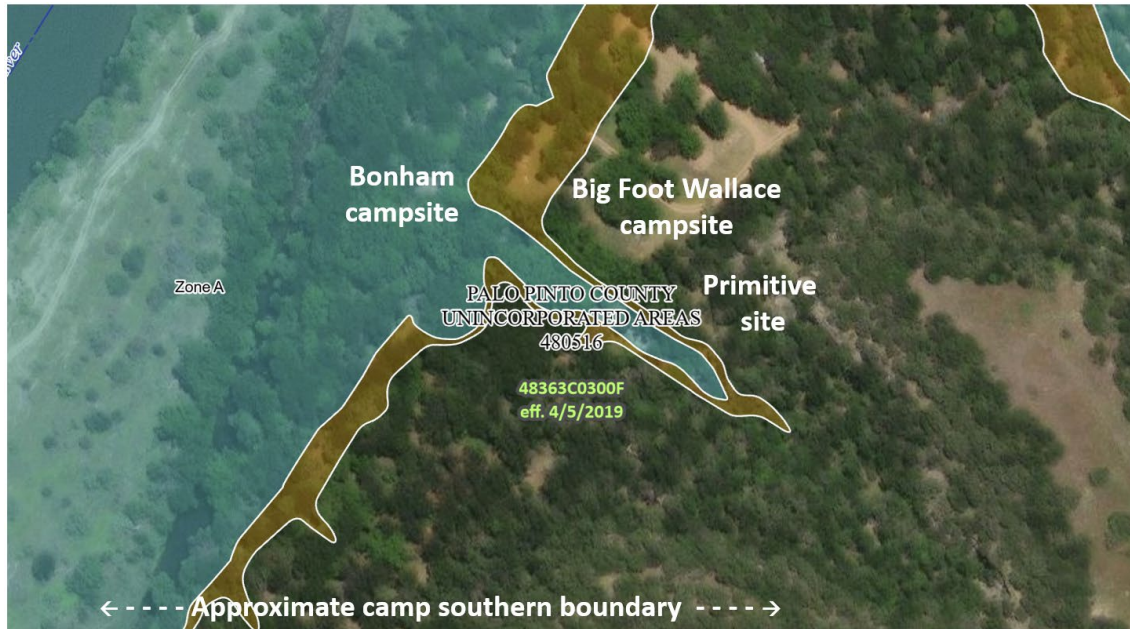 Bonham
campsite
Big Foot Wallace
campsite
Zone A
PALO PINTO COUNTY
UNINCORPORATED AREAS
480516
Primitive
site
48363C0300F
eff. 4/5/2019
Approximate camp southern boundary